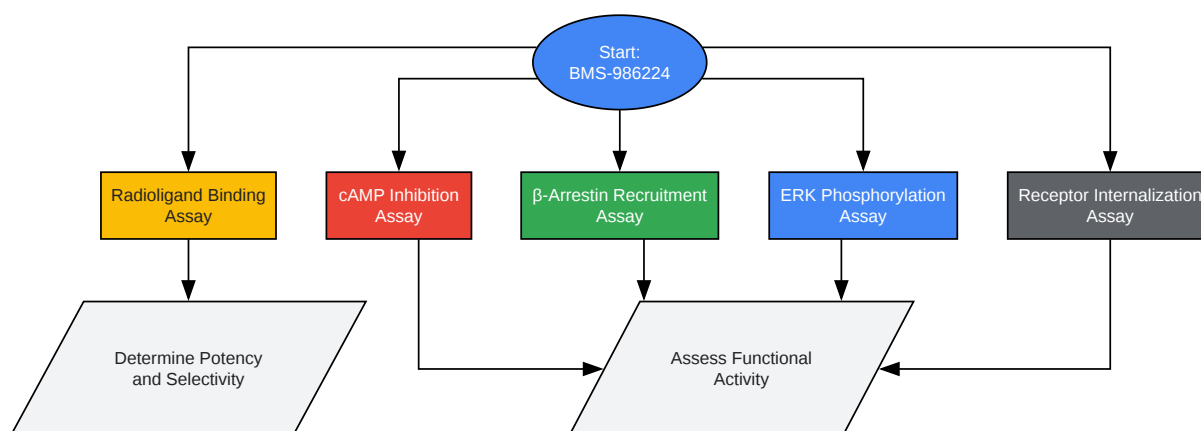 Start:
BMS-986224
Radioligand Binding
Assay
cAMP Inhibition
Assay
β-Arrestin Recruitment
Assay
ERK Phosphorylation
Assay
Receptor Internalization
Assay
Determine Potency
and Selectivity
Assess Functional
Activity